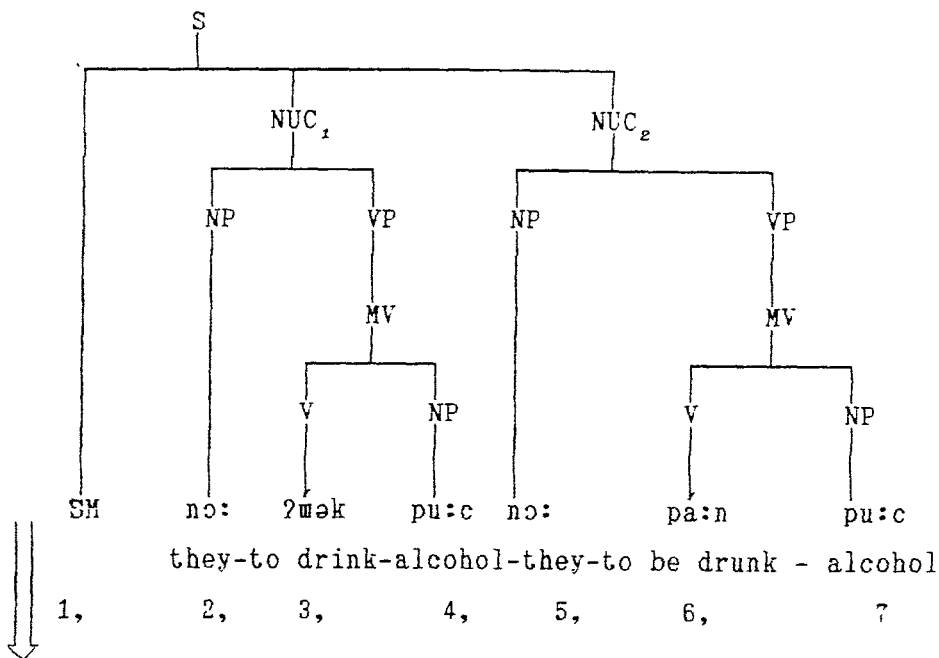 S
NUC₁ NUC₂
NP VP NP VP
MV MV
V NP V NP
SM nɔ: ʔɯək pu:c nɔ: pa:n pu:c
they-to drink-alcohol-they-to be drunk - alcohol
1, 2, 3, 4, 5, 6, 7